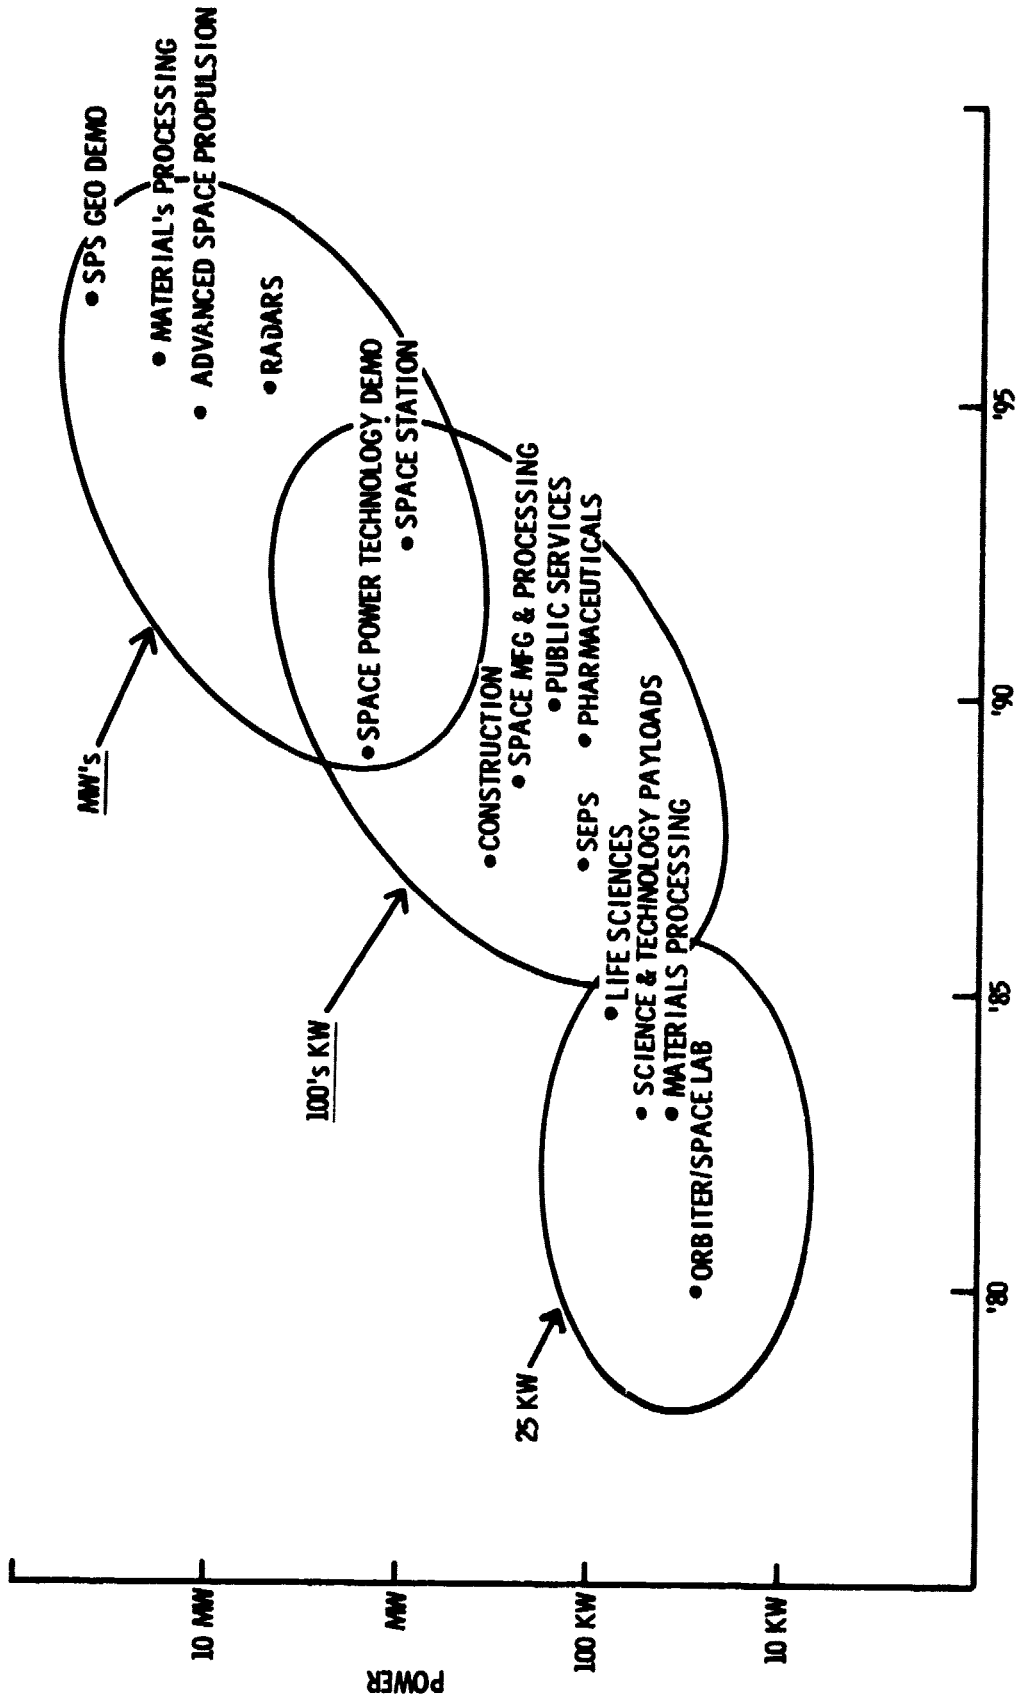 SPS GEO DEMO
MATERIAL's PROCESSING
ADVANCED SPACE PROPULSION
RADARS
MW's
SPACE POWER TECHNOLOGY DEMO
SPACE STATION
100's KW
CONSTRUCTION
SPACE MFG & PROCESSING
PUBLIC SERVICES
PHARMACEUTICALS
SEPS
25 KW
LIFE SCIENCES
SCIENCE & TECHNOLOGY PAYLOADS
MATERIALS PROCESSING
ORBITER/SPACE LAB
POWER
10 MW
MW
100 KW
10 KW
'80
'85
'90
'95